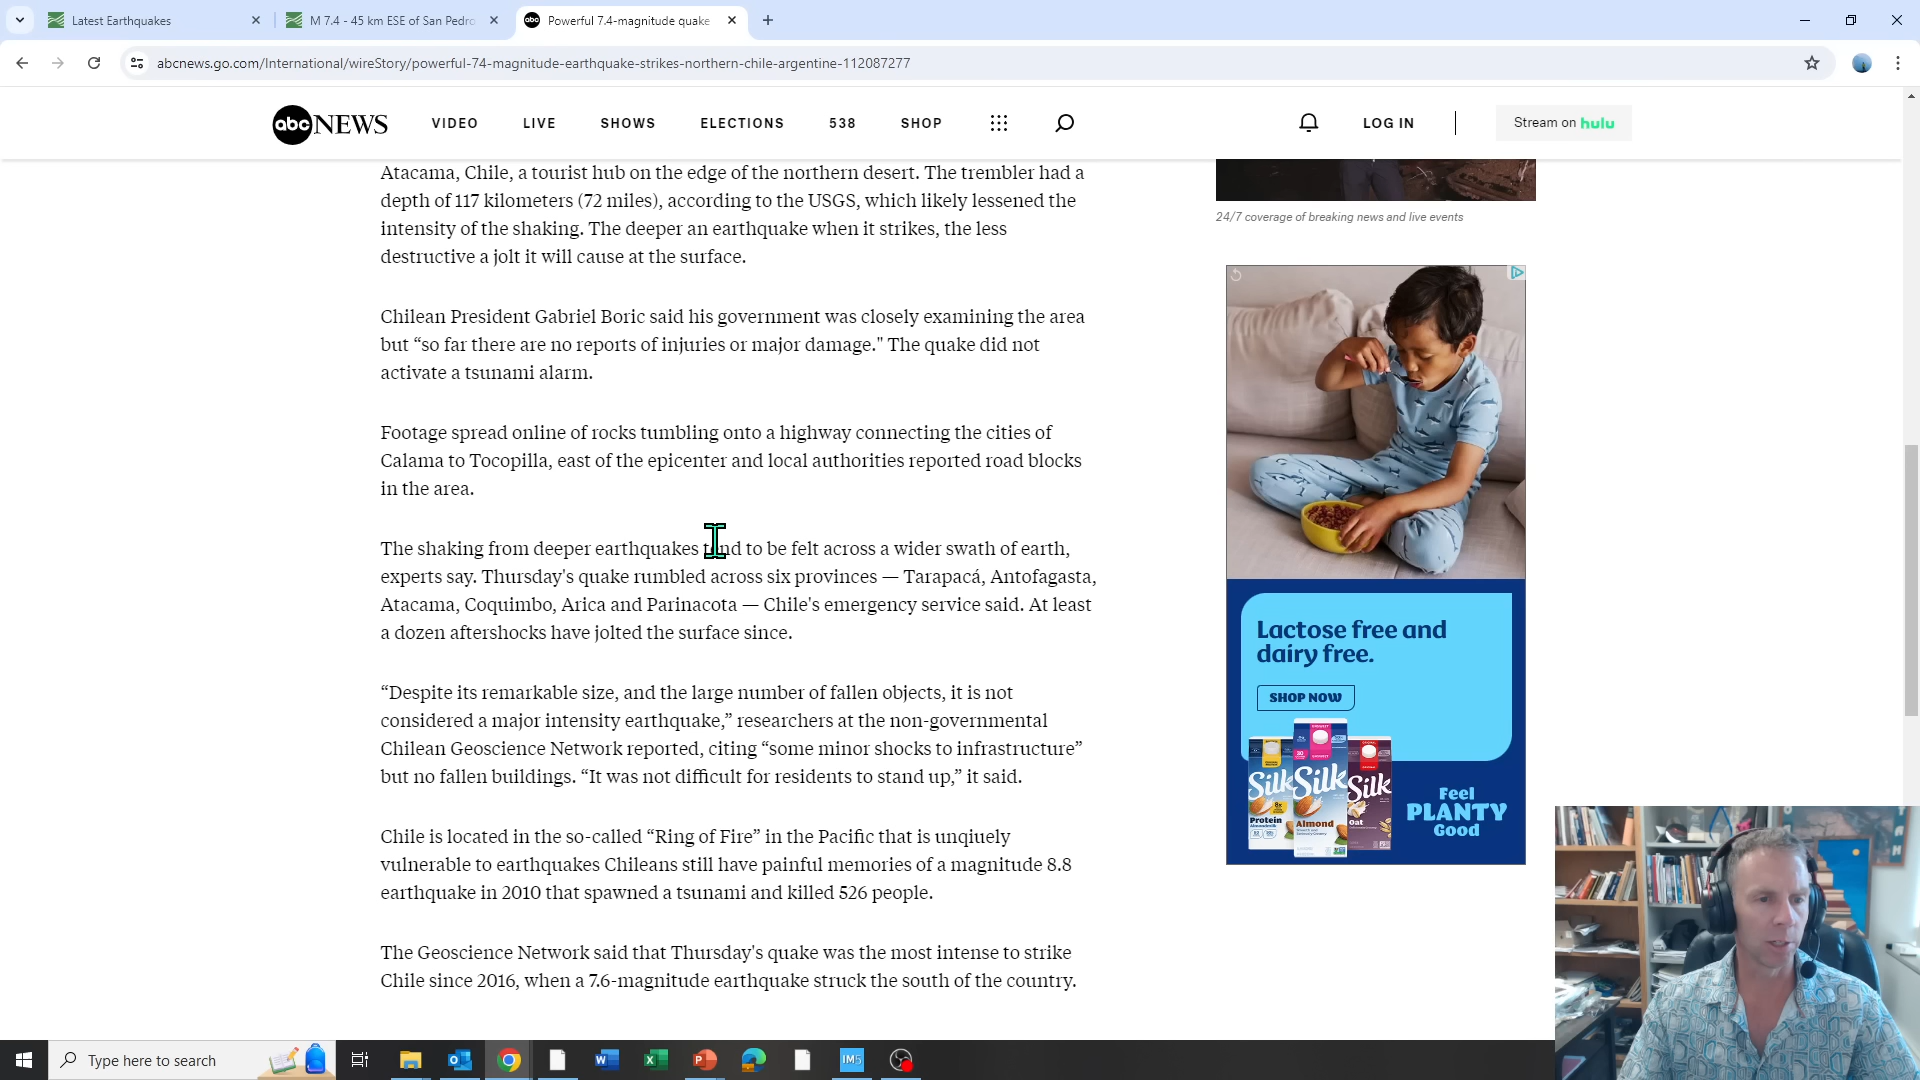 Latest Earthquakes
M 7.4 - 45 km ESE of San Pedro
abc
Powerful 7.4-magnitude quake
abcnews.go.com/International/wireStory/powerful-74-magnitude-earthquake-strikes-northern-chile-argentine-112087277
abc NEWS
VIDEO
LIVE
SHOWS
ELECTIONS
538
SHOP
LOG IN
Stream on hulu
Atacama, Chile, a tourist hub on the edge of the northern desert. The trembler had a
depth of 117 kilometers (72 miles), according to the USGS, which likely lessened the
intensity of the shaking. The deeper an earthquake when it strikes, the less
destructive a jolt it will cause at the surface.
Chilean President Gabriel Boric said his government was closely examining the area
but “so far there are no reports of injuries or major damage." The quake did not
activate a tsunami alarm.
Footage spread online of rocks tumbling onto a highway connecting the cities of
Calama to Tocopilla, east of the epicenter and local authorities reported road blocks
in the area.
The shaking from deeper earthquakes tend to be felt across a wider swath of earth,
experts say. Thursday's quake rumbled across six provinces — Tarapacá, Antofagasta,
Atacama, Coquimbo, Arica and Parinacota — Chile's emergency service said. At least
a dozen aftershocks have jolted the surface since.
“Despite its remarkable size, and the large number of fallen objects, it is not
considered a major intensity earthquake,” researchers at the non-governmental
Chilean Geoscience Network reported, citing “some minor shocks to infrastructure”
but no fallen buildings. “It was not difficult for residents to stand up,” it said.
Chile is located in the so-called “Ring of Fire” in the Pacific that is unqiuely
vulnerable to earthquakes Chileans still have painful memories of a magnitude 8.8
earthquake in 2010 that spawned a tsunami and killed 526 people.
The Geoscience Network said that Thursday's quake was the most intense to strike
Chile since 2016, when a 7.6-magnitude earthquake struck the south of the country.
24/7 coverage of breaking news and live events
Lactose free and
dairy free.
SHOP NOW
Silk
Protein
Silk
Almond
Silk
Oat
Feel
PLANTY
Good
Type here to search
IM5